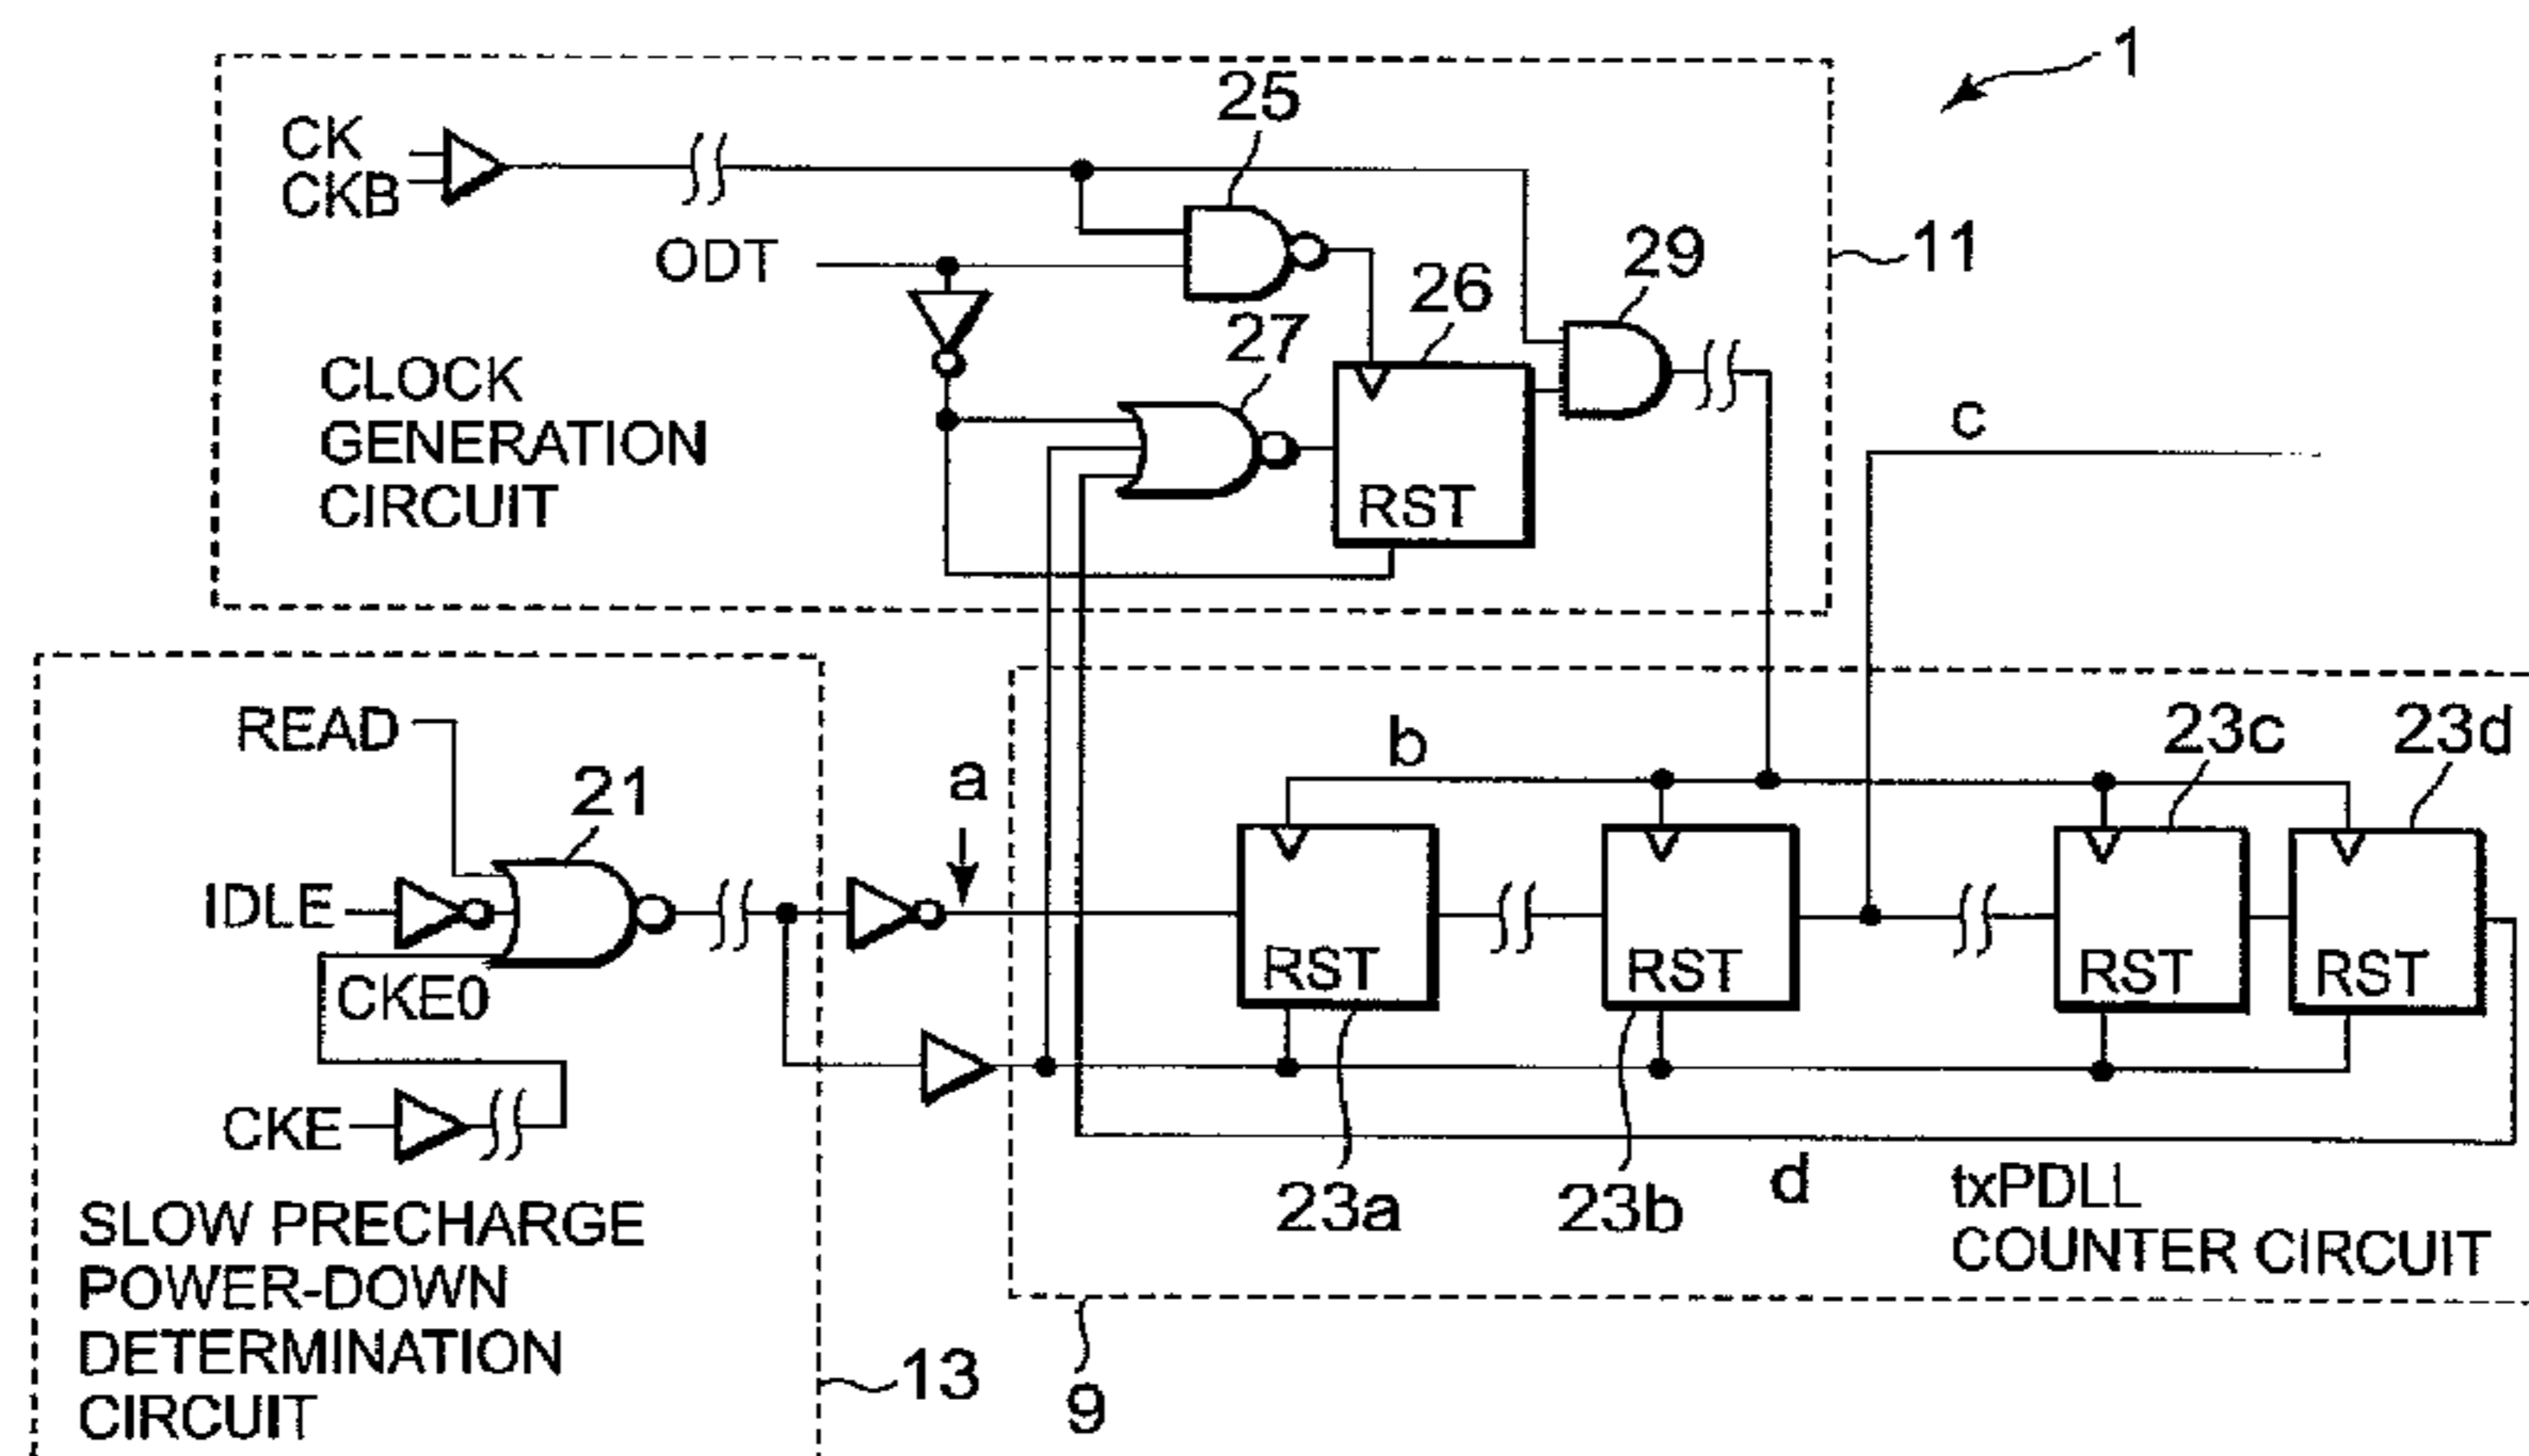 1
25
CK
CKB
ODT
29
11
26
27
CLOCK
GENERATION
CIRCUIT
RST
c
READ
21
IDLE
CKE0
CKE
a
b
23c
23d
RST
RST
RST
RST
23a
23b
d
txPDLL
COUNTER CIRCUIT
SLOW PRECHARGE
POWER-DOWN
DETERMINATION
CIRCUIT
13
9